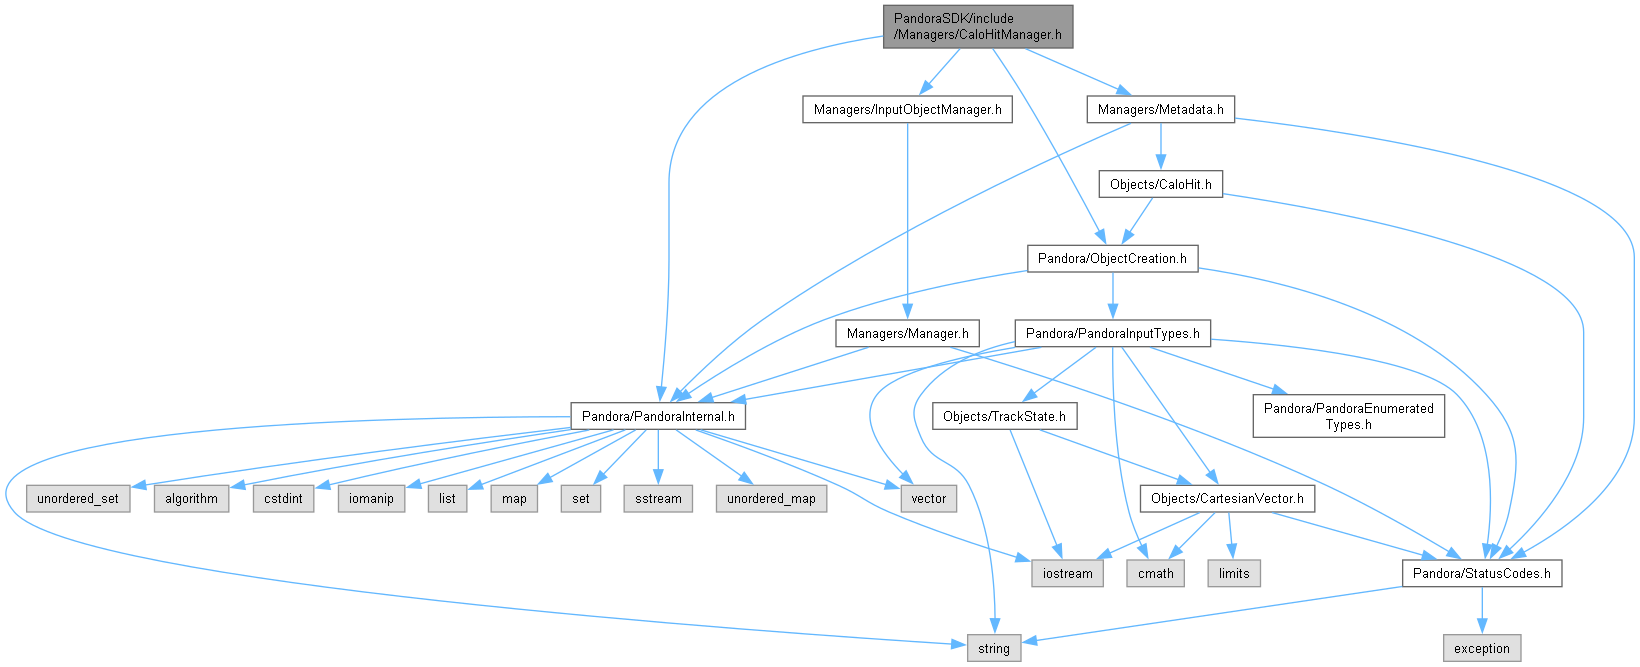 PandoraSDK/include
/Managers/CaloHitManager.h
Managers/InputObjectManager.h
Managers/Metadata.h
Objects/CaloHit.h
Pandora/ObjectCreation.h
Managers/Manager.h
Pandora/PandoraInputTypes.h
Pandora/PandoraInternal.h
Objects/TrackState.h
Pandora/PandoraEnumerated
Types.h
unordered_set
algorithm
cstdint
iomanip
list
map
set
sstream
unordered_map
vector
Objects/CartesianVector.h
iostream
cmath
limits
Pandora/StatusCodes.h
string
exception